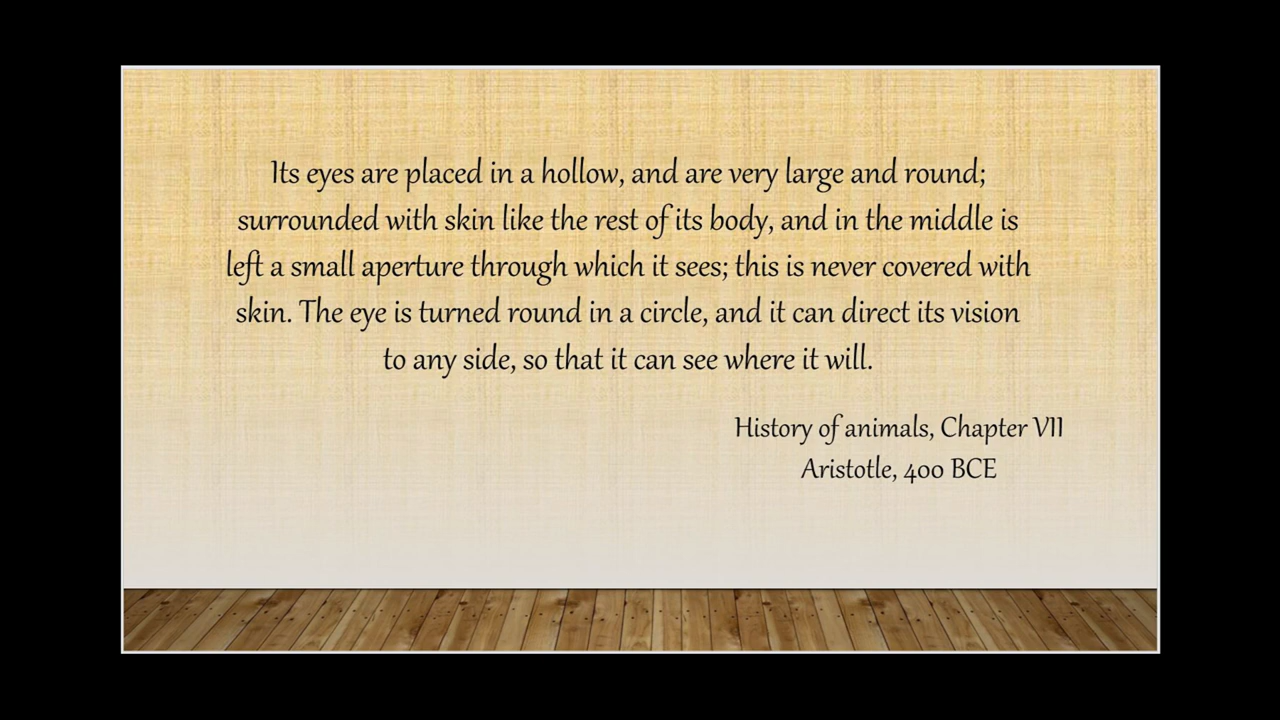 Its eyes are placed in a hollow, and are very large and round;
surrounded with skin like the rest of its body, and in the middle is
left a small aperture through which it sees; this is never covered with
skin. The eye is turned round in a circle, and it can direct its vision
to any side, so that it can see where it will.
History of animals, Chapter VII
Aristotle, 400 BCE